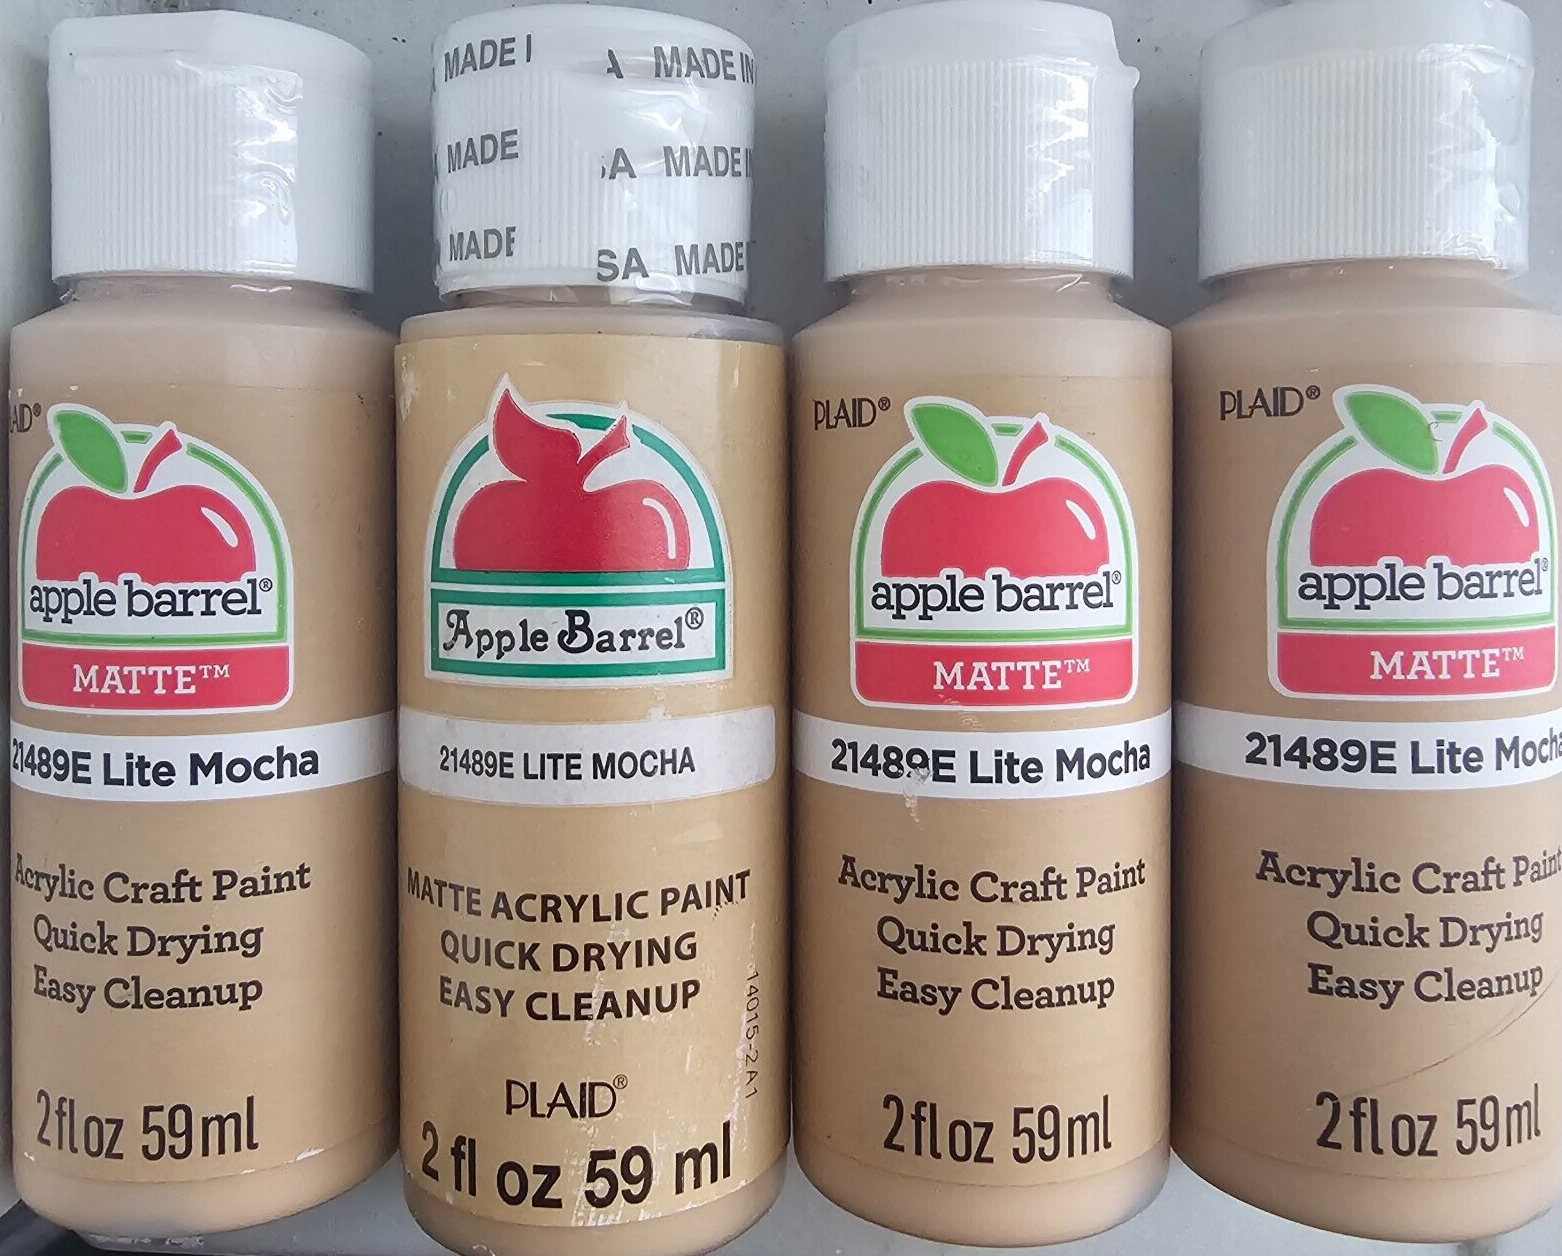 PLAID®
apple barrel®
MATTE™
21489E Lite Mocha
Acrylic Craft Paint
Quick Drying
Easy Cleanup
2 fl oz 59 ml
MADE I
A MADE IN
MADE
SA MADE I
MADE
SA MADE
Apple Barrel®
21489E LITE MOCHA
MATTE ACRYLIC PAINT
QUICK DRYING
EASY CLEANUP
14015-2A1
PLAID®
2 fl oz 59 ml
PLAID®
apple barrel®
MATTE™
21489E Lite Mocha
Acrylic Craft Paint
Quick Drying
Easy Cleanup
2 fl oz 59 ml
PLAID®
apple barrel®
MATTE™
21489E Lite Mocha
Acrylic Craft Paint
Quick Drying
Easy Cleanup
2 fl oz 59 ml